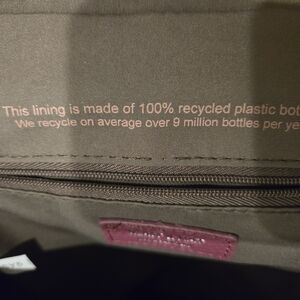 This lining is made of 100% recycled plastic bot
We recycle on average over 9 million bottles per ye